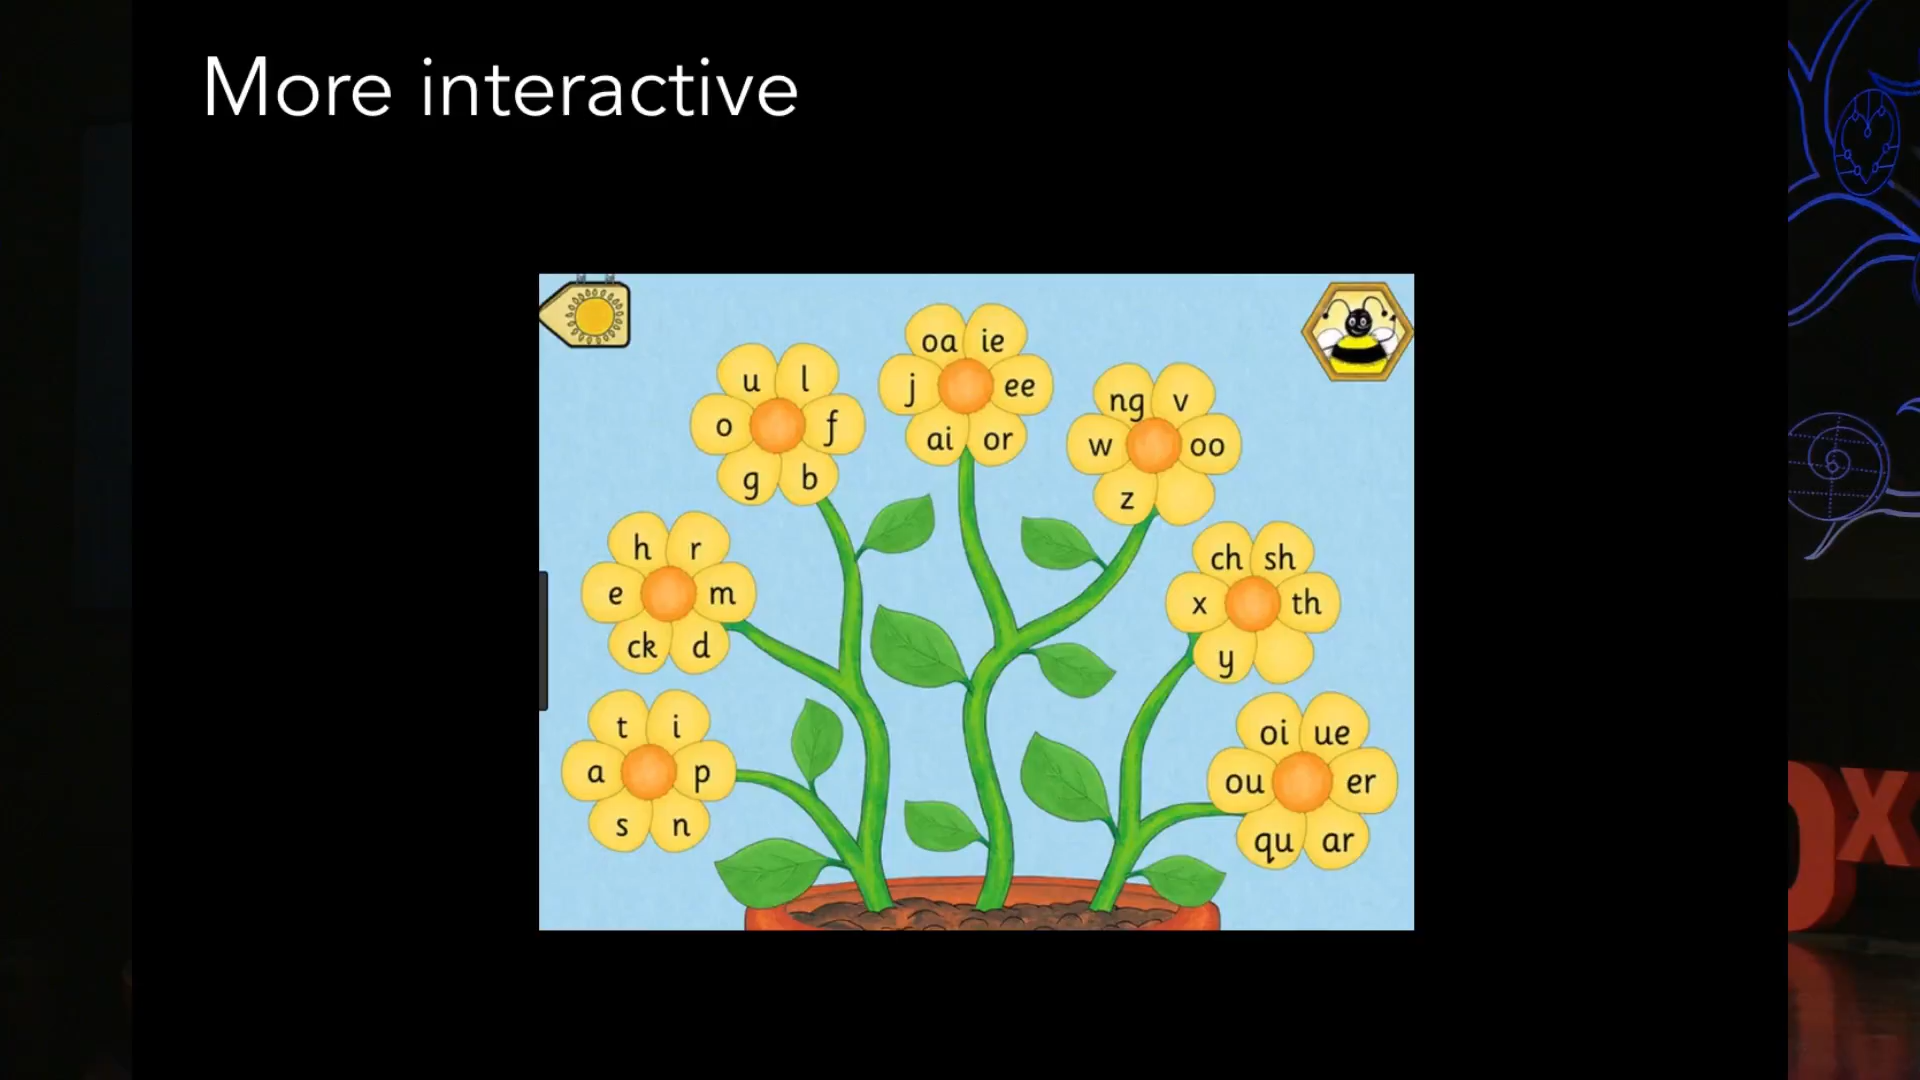 More interactive
oa ie
j ee
ai or
u l
o f
g b
ng v
w oo
z
h r
e m
ck d
ch sh
x th
y
t i
a p
s n
oi ue
ou er
qu ar
x